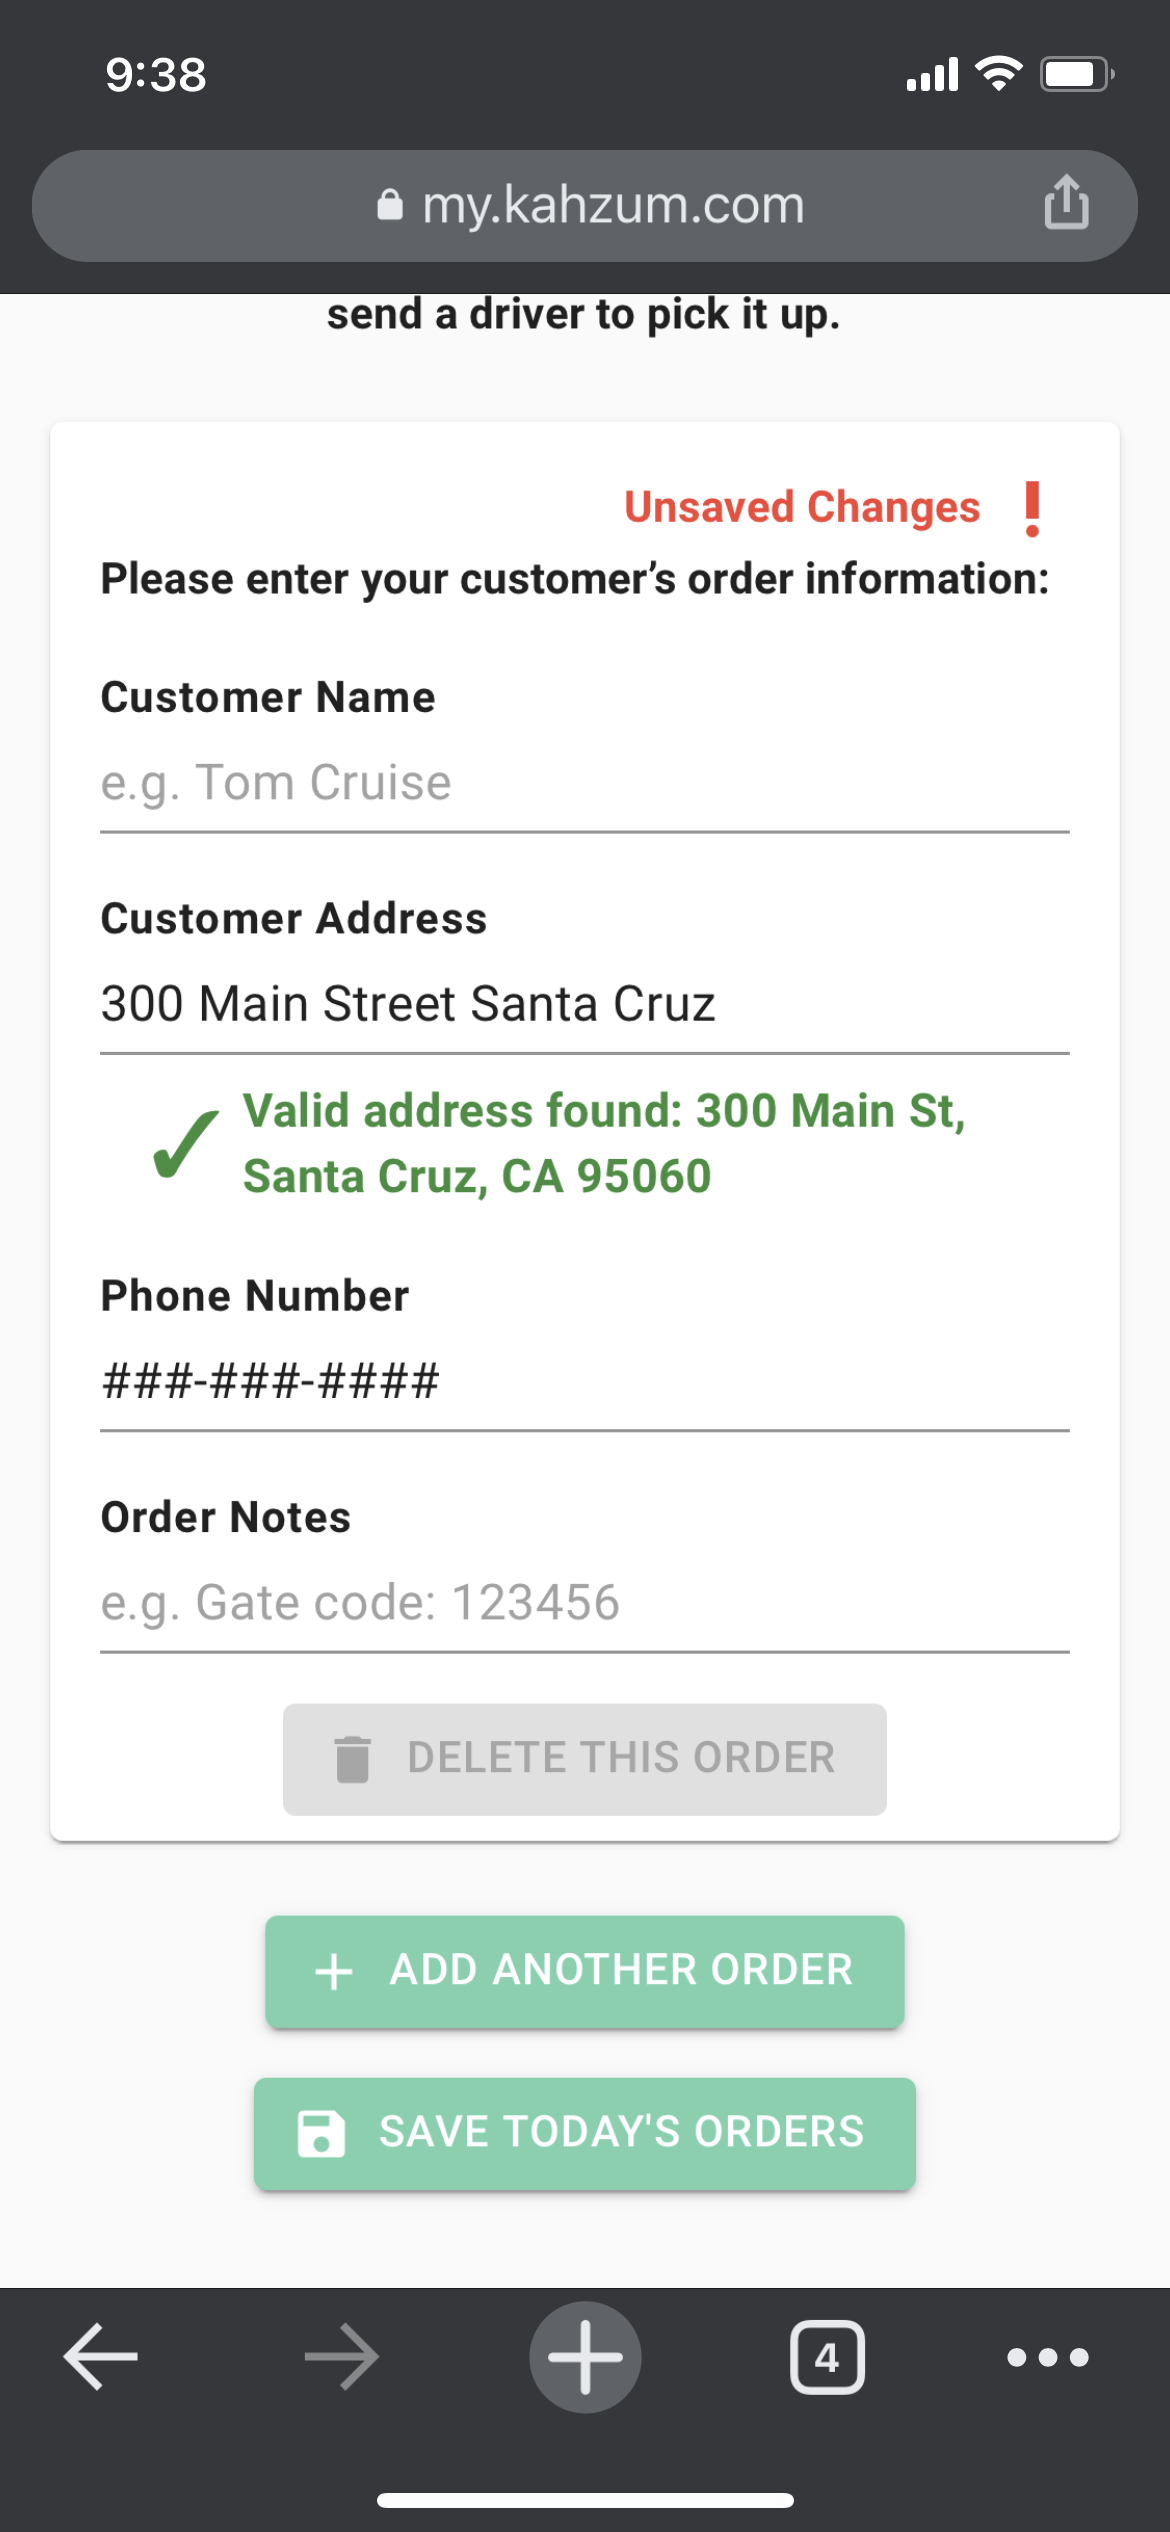 9:38
my.kahzum.com
send a driver to pick it up.
Unsaved Changes !
Please enter your customer’s order information:
Customer Name
e.g. Tom Cruise
Customer Address
300 Main Street Santa Cruz
✓ Valid address found: 300 Main St,
Santa Cruz, CA 95060
Phone Number
###-###-####
Order Notes
e.g. Gate code: 123456
DELETE THIS ORDER
+ ADD ANOTHER ORDER
SAVE TODAY'S ORDERS
4